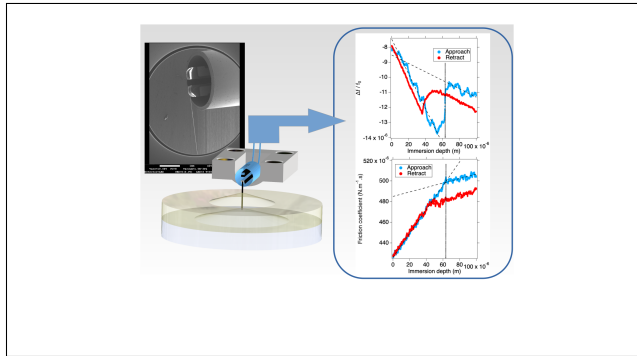 -8
-9
-10
-11
-12
-13
-14 x 10⁻⁶
Δf / f₀
Approach
Retract
0
20
40
60
80
100 x 10⁻⁶
Immersion depth (m)
520 x 10⁻⁶
500
480
460
440
Friction coefficient (N.m⁻¹.s)
Approach
Retract
0
20
40
60
80
100 x 10⁻⁶
Immersion depth (m)